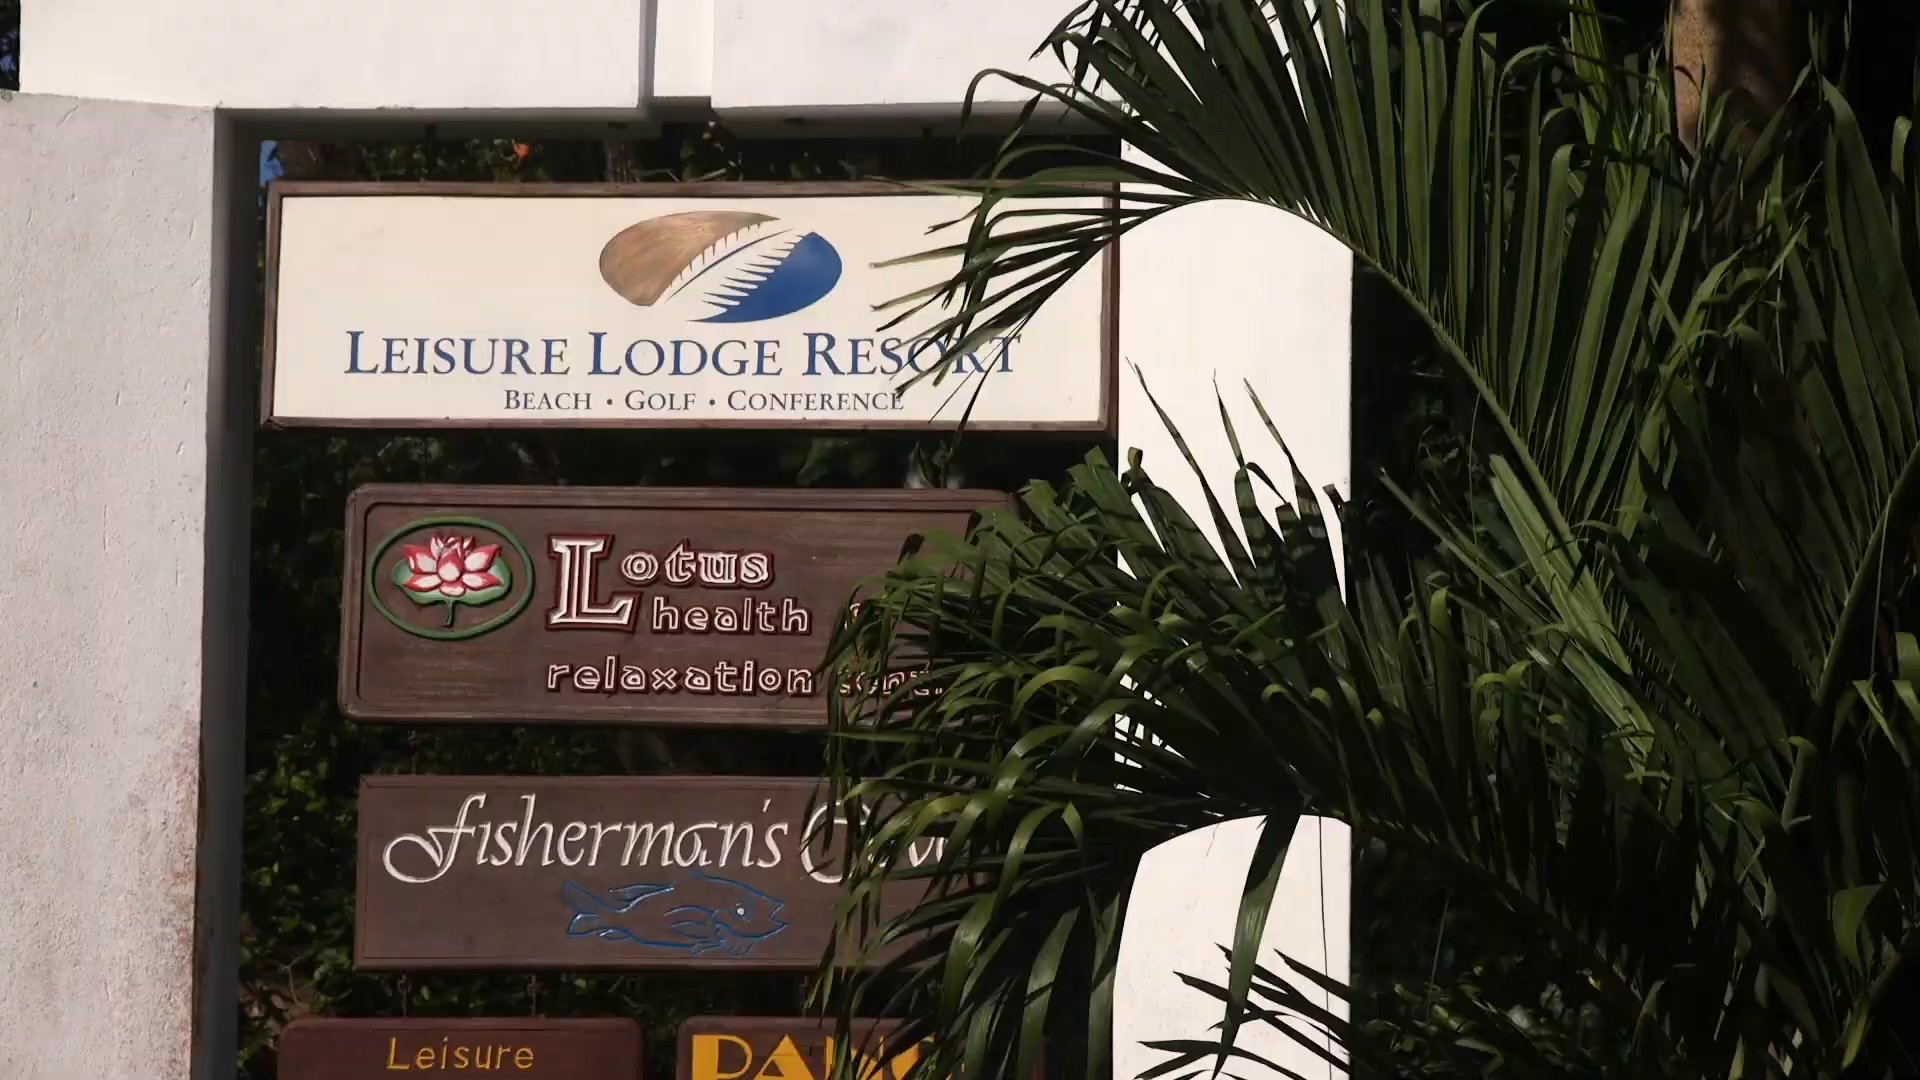 LEISURE LODGE RESORT
BEACH • GOLF • CONFERENCE
Lotus
health
relaxation
fisherman's
Leisure